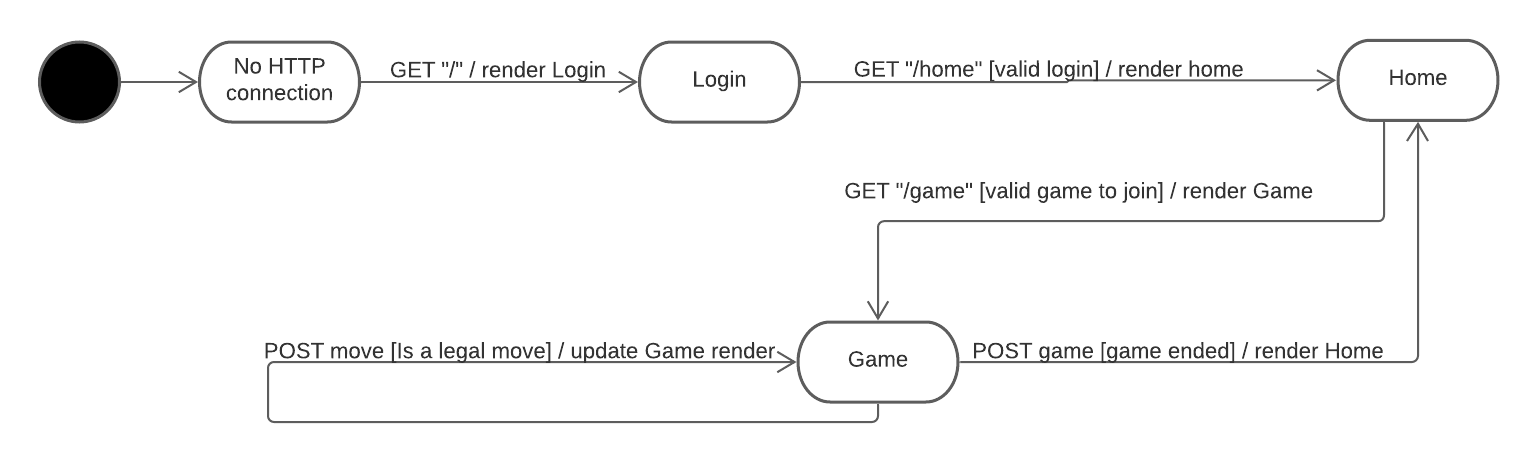 No HTTP
connection
GET "/" / render Login
Login
GET "/home" [valid login] / render home
Home
GET "/game" [valid game to join] / render Game
POST move [Is a legal move] / update Game render
Game
POST game [game ended] / render Home